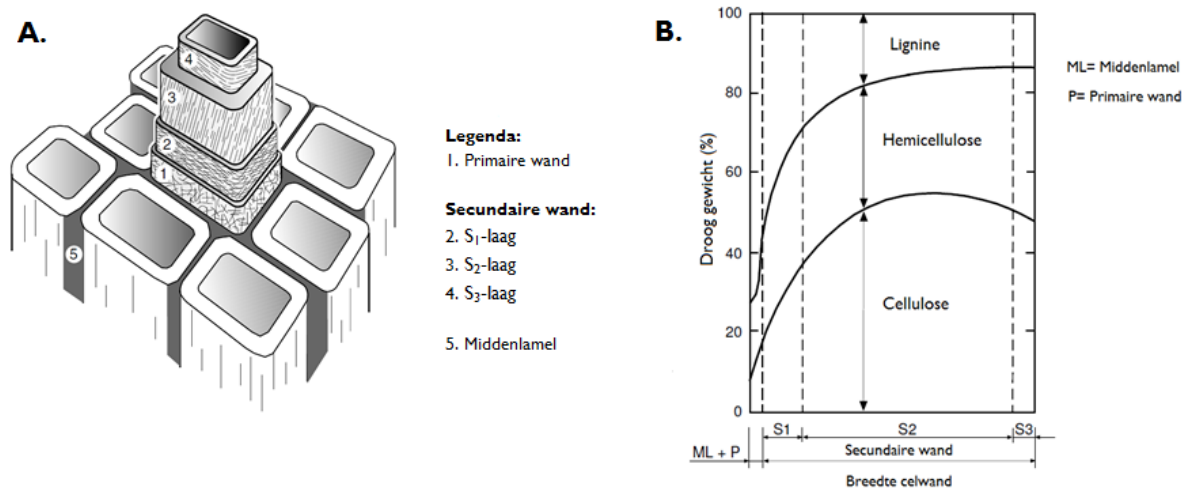 A.
4
3
2
1
5
Legenda:
1. Primaire wand
Secundaire wand:
2. S₁-laag
3. S₂-laag
4. S₃-laag
5. Middenlamel
B.
Droog gewicht (%)
100
80
60
40
20
0
Lignine
Hemicellulose
Cellulose
ML= Middenlamel
P= Primaire wand
S1 S2 S3
ML + P
Secundaire wand
Breedte celwand